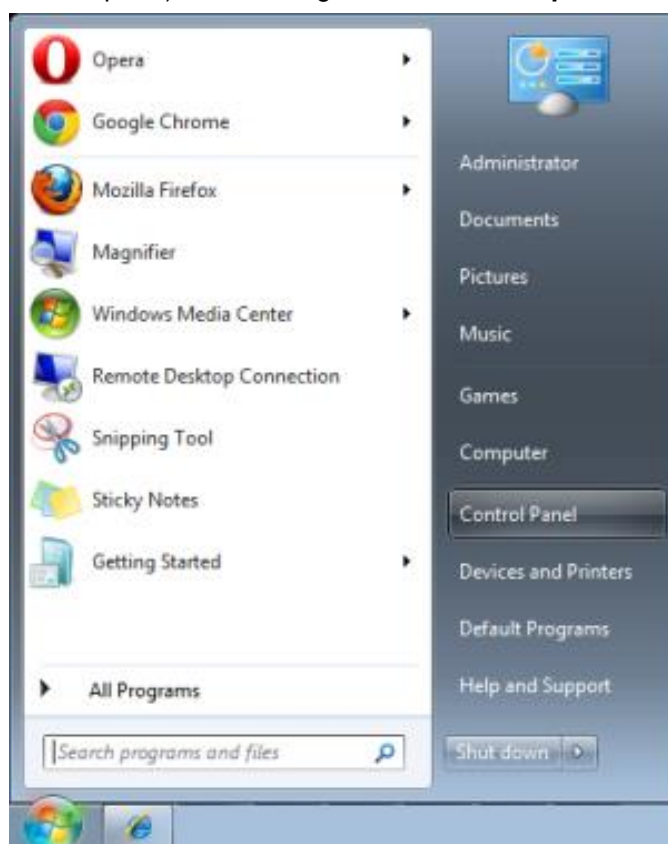 Opera
Google Chrome
Mozilla Firefox
Magnifier
Windows Media Center
Remote Desktop Connection
Snipping Tool
Sticky Notes
Getting Started
All Programs
Search programs and files
Administrator
Documents
Pictures
Music
Games
Computer
Control Panel
Devices and Printers
Default Programs
Help and Support
Shut down